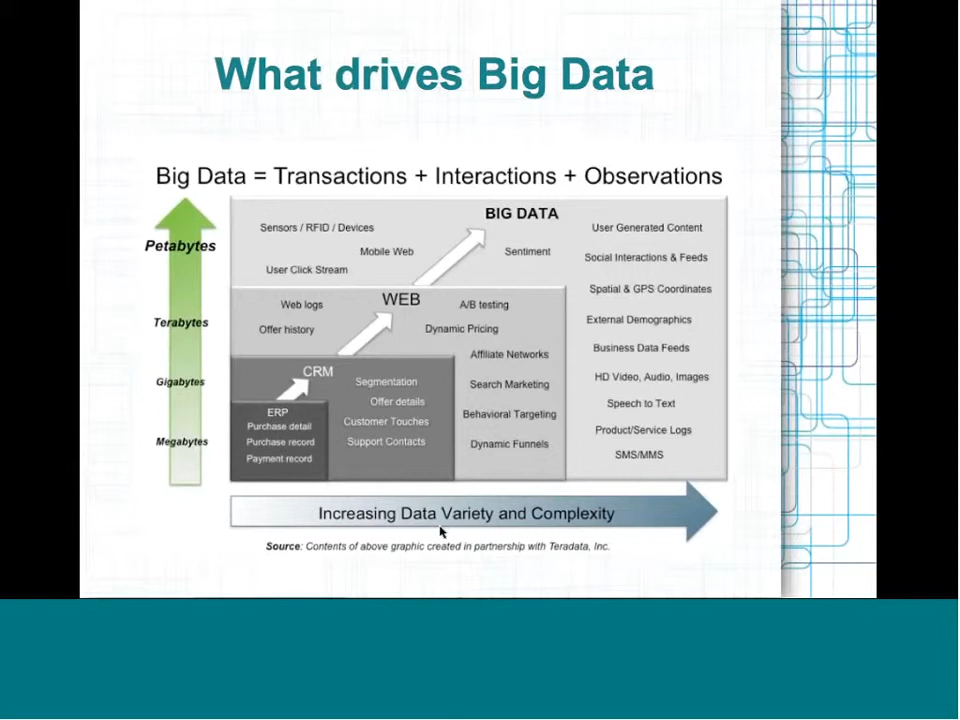 What drives Big Data
Big Data = Transactions + Interactions + Observations
Petabytes
Terabytes
Gigabytes
Megabytes
BIG DATA
Sensors / RFID / Devices
Mobile Web
User Click Stream
Sentiment
User Generated Content
Social Interactions & Feeds
Spatial & GPS Coordinates
External Demographics
Business Data Feeds
HD Video, Audio, Images
Speech to Text
Product/Service Logs
SMS/MMS
WEB
Web logs
Offer history
A/B testing
Dynamic Pricing
Affiliate Networks
Search Marketing
Behavioral Targeting
Dynamic Funnels
CRM
Segmentation
Offer details
Customer Touches
Support Contacts
ERP
Purchase detail
Purchase record
Payment record
Increasing Data Variety and Complexity
Source: Contents of above graphic created in partnership with Teradata, Inc.